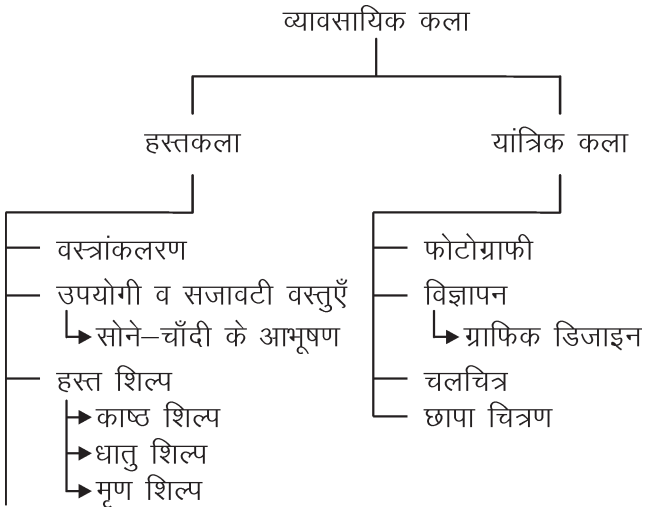 व्यावसायिक कला
हस्तकला
यांत्रिक कला
वस्त्रांकलरण
उपयोगी व सजावटी वस्तुएँ
सोने–चाँदी के आभूषण
हस्त शिल्प
काष्ठ शिल्प
धातु शिल्प
मृण शिल्प
फोटोग्राफी
विज्ञापन
ग्राफिक डिजाइन
चलचित्र
छापा चित्रण